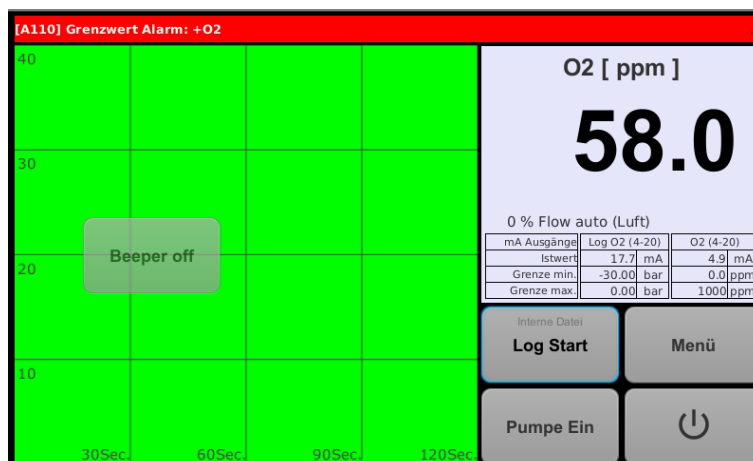 [A110] Grenzwert Alarm: +O2
40
30
20
10
30Sec.
60Sec.
90Sec.
120Sec.
Beeper off
O2 [ ppm ]
58.0
0 % Flow auto (Luft)
mA Ausgänge Log O2 (4-20) O2 (4-20)
Istwert 17.7 mA 4.9 mA
Grenze min. -30.00 bar 0.0 ppm
Grenze max. 0.00 bar 1000 ppm
Interne Datei
Log Start
Menü
Pumpe Ein